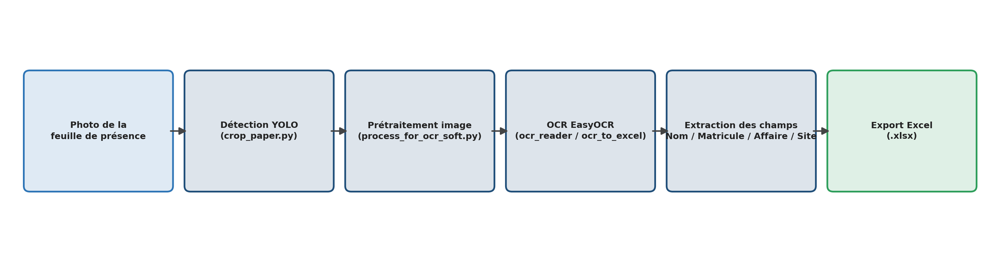 Photo de la
feuille de présence
Détection YOLO
(crop_paper.py)
Prétraitement image
(process_for_ocr_soft.py)
OCR EasyOCR
(ocr_reader / ocr_to_excel)
Extraction des champs
Nom / Matricule / Affaire / Site
Export Excel
(.xlsx)